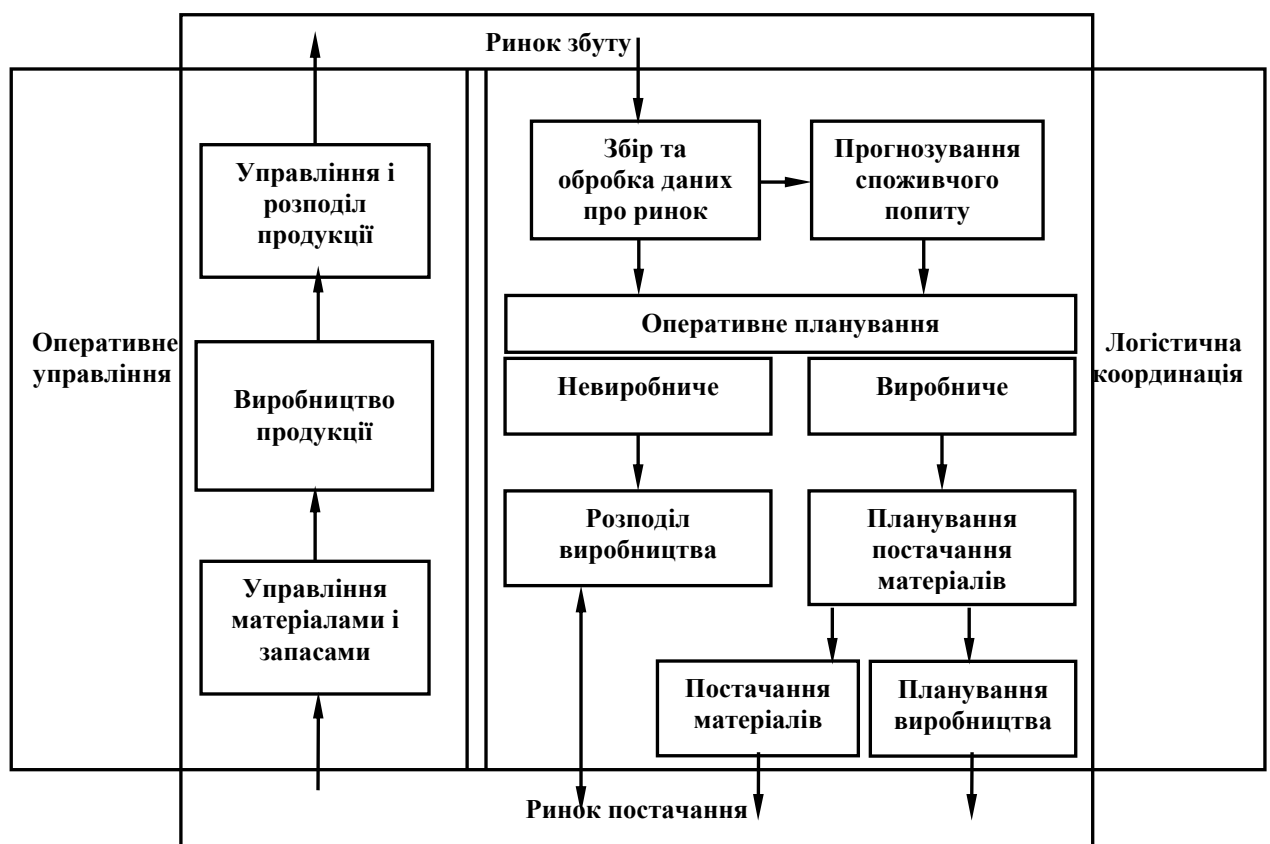 Ринок збуту
Управління і
розподіл
продукції
Збір та
обробка даних
про ринок
Прогнозування
споживчого
попиту
Оперативне планування
Оперативне
управління
Логістична
координація
Невиробниче
Виробниче
Виробництво
продукції
Розподіл
виробництва
Планування
постачання
матеріалів
Управління
матеріалами і
запасами
Постачання
матеріалів
Планування
виробництва
Ринок постачання